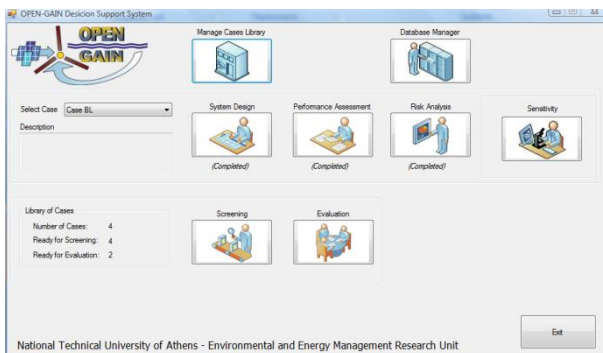 OPEN-GAIN Desicion Support System
OPEN
GAIN
Manage Cases Library
Database Manager
Select Case
Case BL
Description
System Design
Performance Assessment
Risk Analysis
Sensitivity
(Completed)
(Completed)
(Completed)
Library of Cases
Number of Cases: 4
Ready for Screening: 4
Ready for Evaluation: 2
Screening
Evaluation
Exit
National Technical University of Athens - Environmental and Energy Management Research Unit